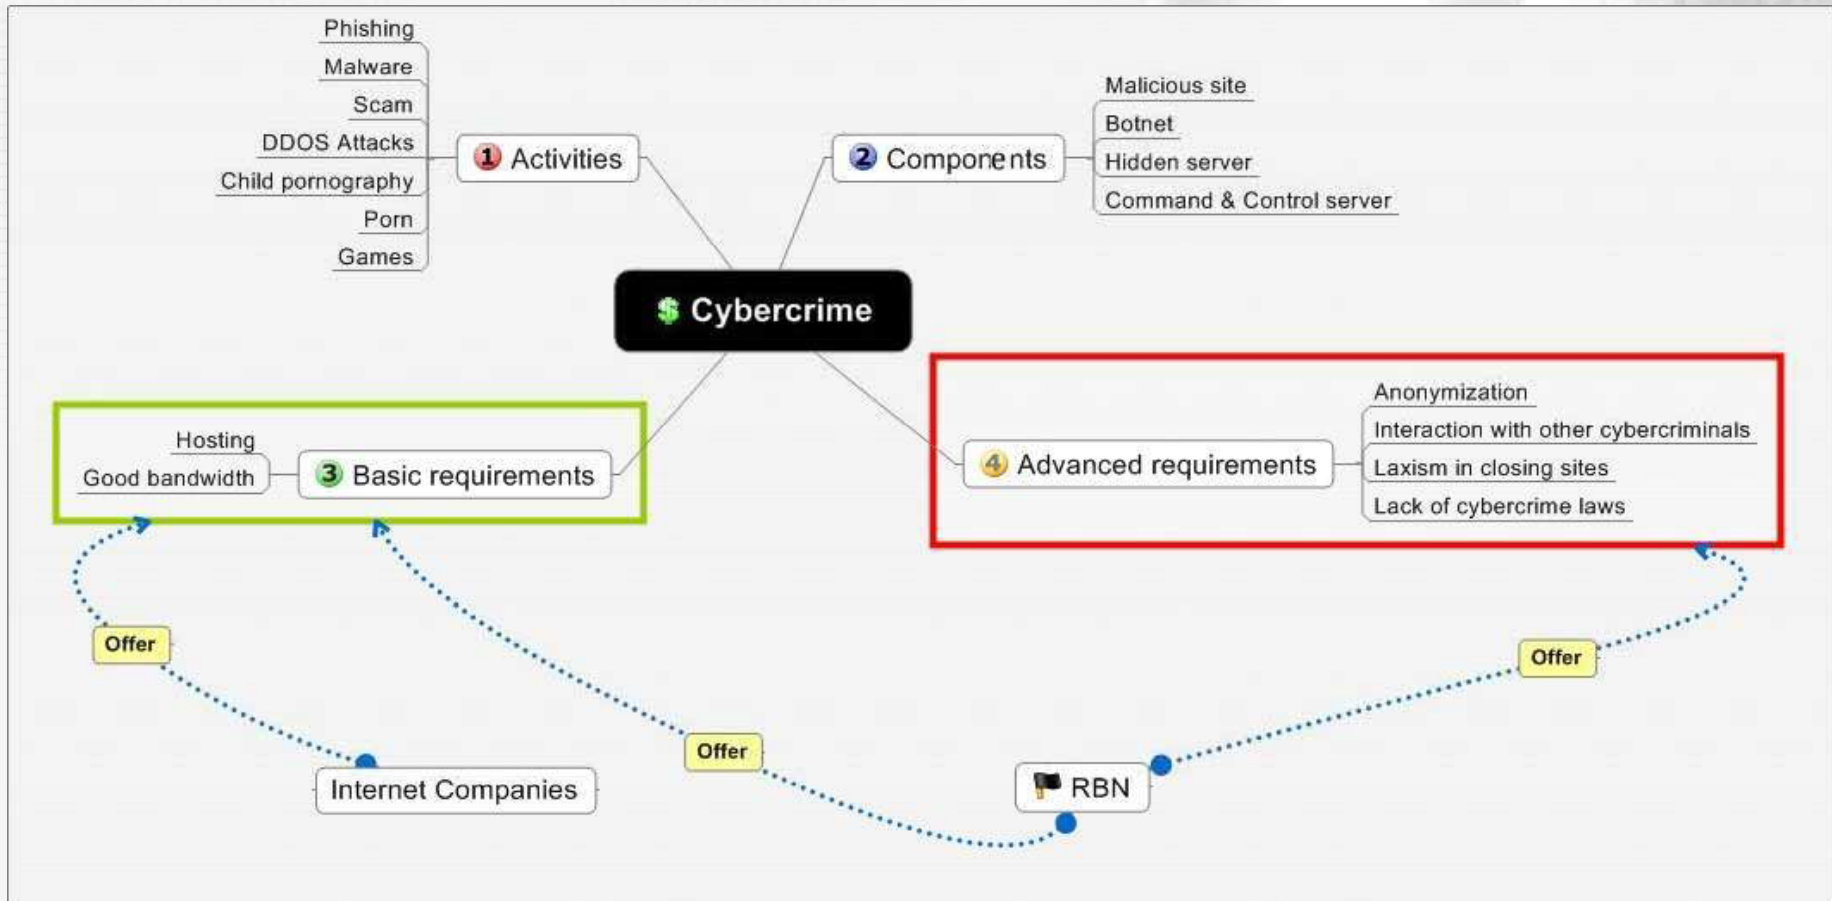 Phishing
Malware
Scam
DDOS Attacks
Child pornography
Porn
Games
1 Activities
2 Components
Malicious site
Botnet
Hidden server
Command & Control server
$ Cybercrime
Hosting
Good bandwidth
3 Basic requirements
4 Advanced requirements
Anonymization
Interaction with other cybercriminals
Laxism in closing sites
Lack of cybercrime laws
Offer
Offer
Offer
Internet Companies
RBN